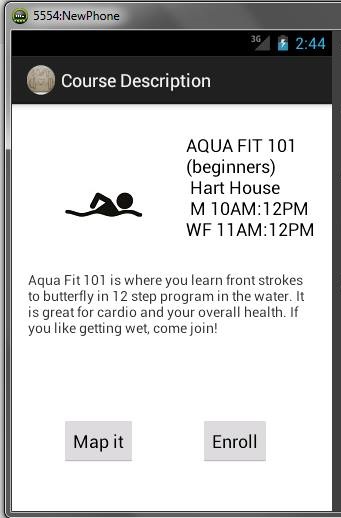 5554:NewPhone
3G 2:44
Course Description
AQUA FIT 101
(beginners)
Hart House
M 10AM:12PM
WF 11AM:12PM
Aqua Fit 101 is where you learn front strokes
to butterfly in 12 step program in the water. It
is great for cardio and your overall health. If
you like getting wet, come join!
Map it
Enroll